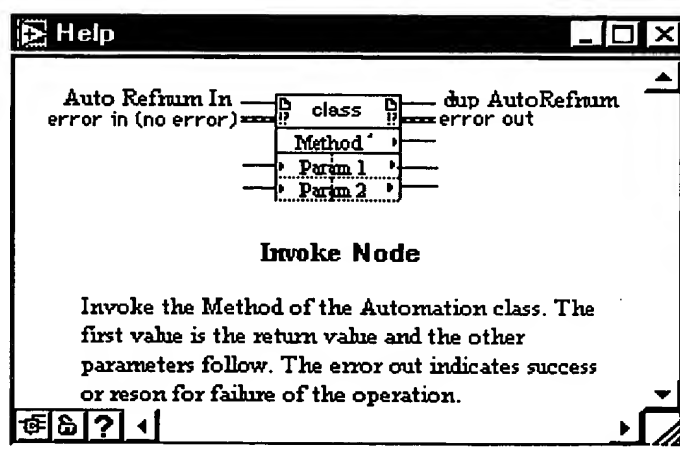 Help
Auto Refnum In
dup AutoRefnum
error in (no error)
error out
class
Method
Param 1
Param 2
Invoke Node
Invoke the Method of the Automation class. The
first value is the return value and the other
parameters follow. The error out indicates success
or reson for failure of the operation.
?